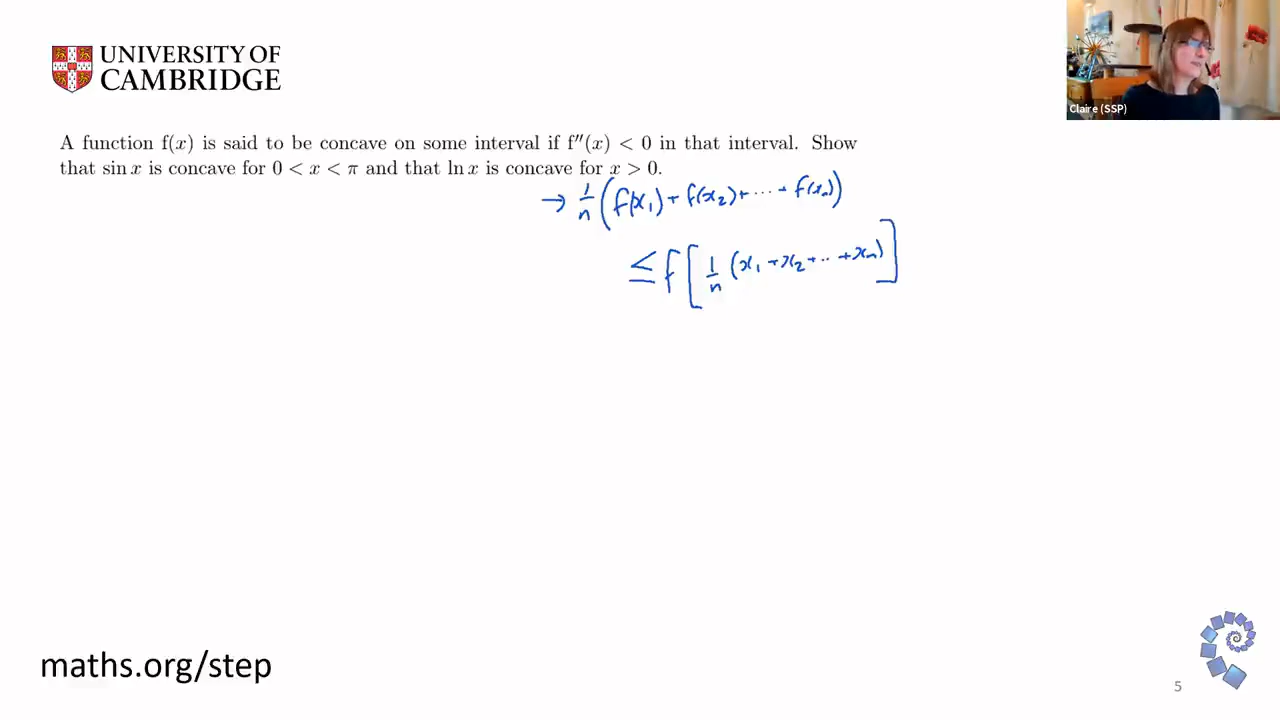 UNIVERSITY OF
CAMBRIDGE
Claire (SSP)
A function f(x) is said to be concave on some interval if f″(x) < 0 in that interval. Show
that sin x is concave for 0 < x < π and that ln x is concave for x > 0.
→ 1/n (f(x₁) + f(x₂) + ··· + f(xₙ))
≤ f[1/n (x₁ + x₂ + ·· + xₙ)]
maths.org/step
5